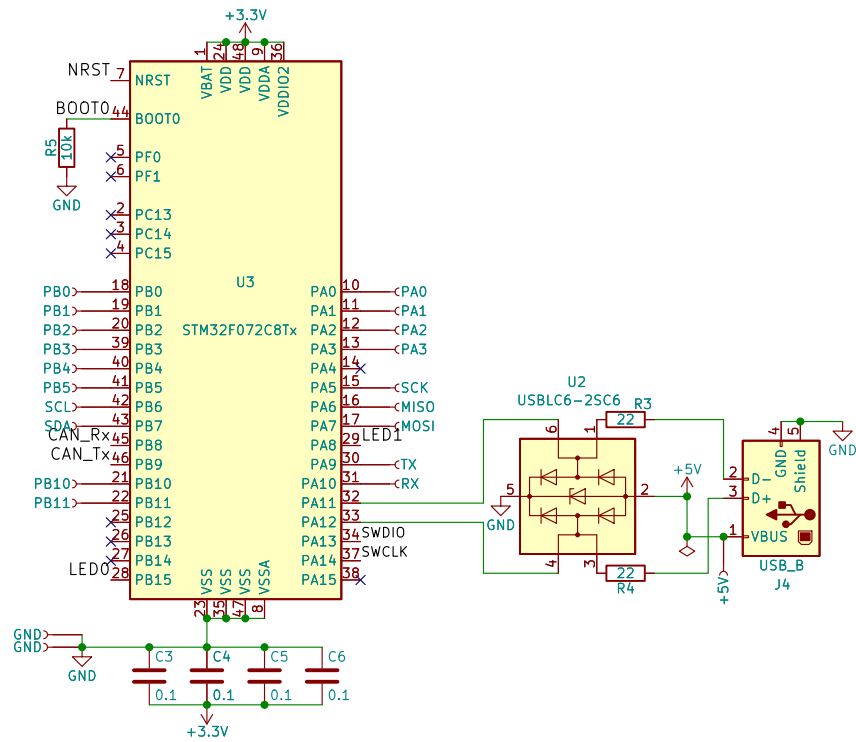 +3.3V
1 24 48 9 36
VBAT VDD VDD VDDA VDDIO2
NRST 7 NRST
BOOT0 44 BOOT0
R5 10k
GND
5 PF0
6 PF1
2 PC13
3 PC14
4 PC15
U3
STM32F072C8Tx
PB0 18 PB0
PB1 19 PB1
PB2 20 PB2
PB3 39 PB3
PB4 40 PB4
PB5 41 PB5
SCL 42 PB6
SDA 43 PB7
CAN_Rx 45 PB8
CAN_Tx 46 PB9
PB10 21 PB10
PB11 22 PB11
25 PB12
26 PB13
27 PB14
LED0 28 PB15
PA0 10 PA0
PA1 11 PA1
PA2 12 PA2
PA3 13 PA3
PA4 14
PA5 15 SCK
PA6 16 MISO
PA7 17 MOSI
PA8 29 LED1
PA9 30 TX
PA10 31 RX
PA11 32
PA12 33
PA13 34 SWDIO
PA14 37 SWCLK
PA15 38
VSS VSS VSS VSSA
23 35 47 8
GND
GND
GND
C3 C4 C5 C6
0.1 0.1 0.1 0.1
+3.3V
U2
USBLC6-2SC6
6 1
5 2
4 3
GND
22 R3
22
R4
+5V
+5V
4 5
GND Shield
GND
2 D-
3 D+
1 VBUS
USB_B
J4